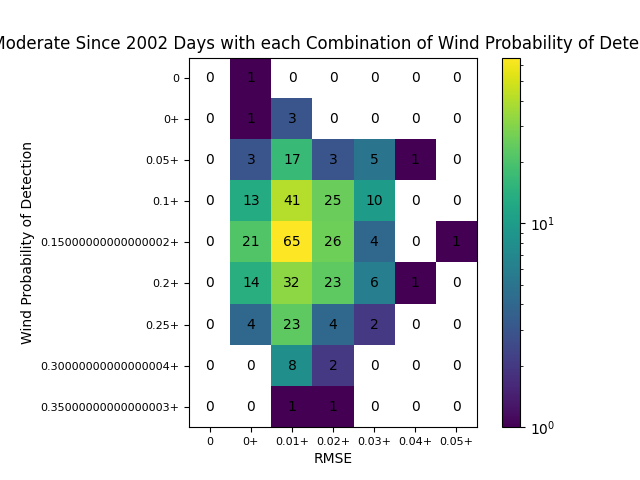 Moderate Since 2002 Days with each Combination of Wind Probability of Dete
Wind Probability of Detection
0 0 1 0 0 0 0 0
0+ 0 1 3 0 0 0 0
0.05+ 0 3 17 3 5 1 0
0.1+ 0 13 41 25 10 0 0
0.15000000000000002+ 0 21 65 26 4 0 1
0.2+ 0 14 32 23 6 1 0
0.25+ 0 4 23 4 2 0 0
0.30000000000000004+ 0 0 8 2 0 0 0
0.35000000000000003+ 0 0 1 1 0 0 0
0 0+ 0.01+ 0.02+ 0.03+ 0.04+ 0.05+
RMSE
10¹
10⁰